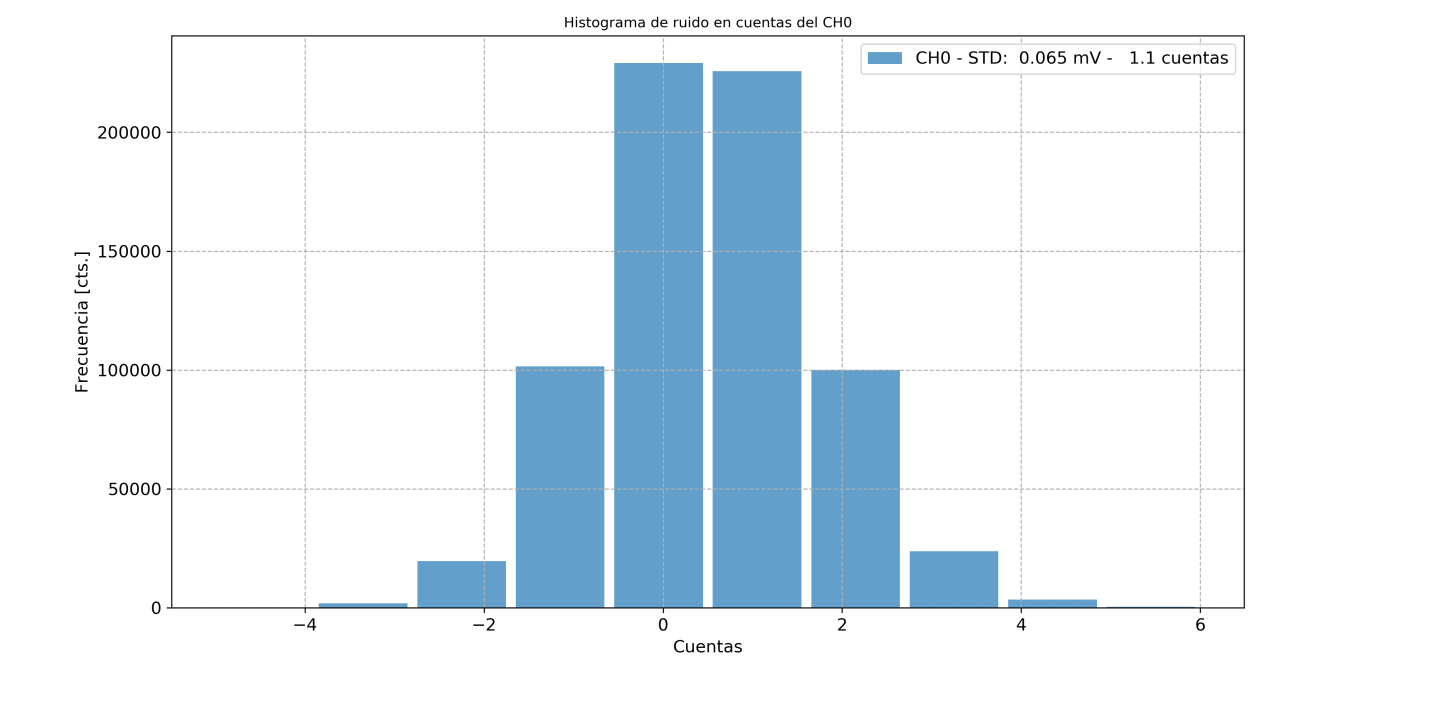 Histograma de ruido en cuentas del CH0
CH0 - STD:  0.065 mV -   1.1 cuentas
200000
150000
100000
50000
0
Frecuencia [cts.]
−4 −2 0 2 4 6
Cuentas